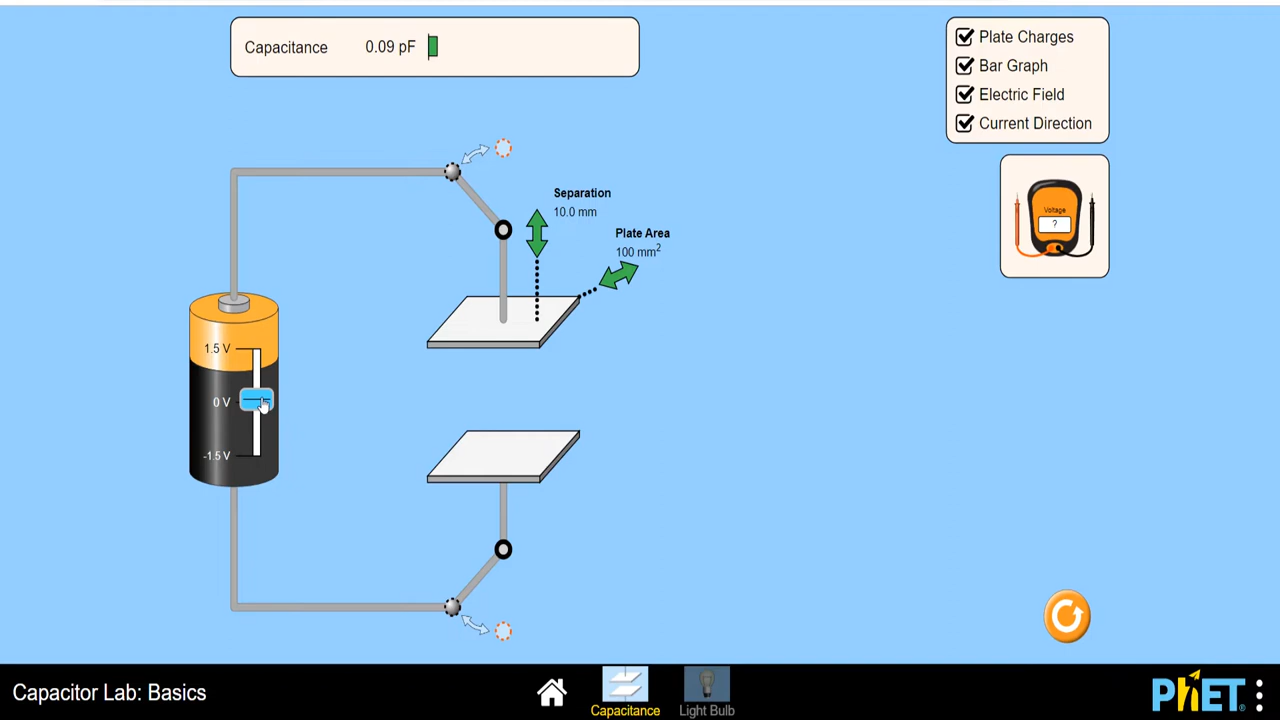 Capacitance 0.09 pF
Plate Charges
Bar Graph
Electric Field
Current Direction
Voltage
?
Separation
10.0 mm
Plate Area
100 mm²
1.5 V
0 V
-1.5 V
Capacitor Lab: Basics
Capacitance
Light Bulb
PhET